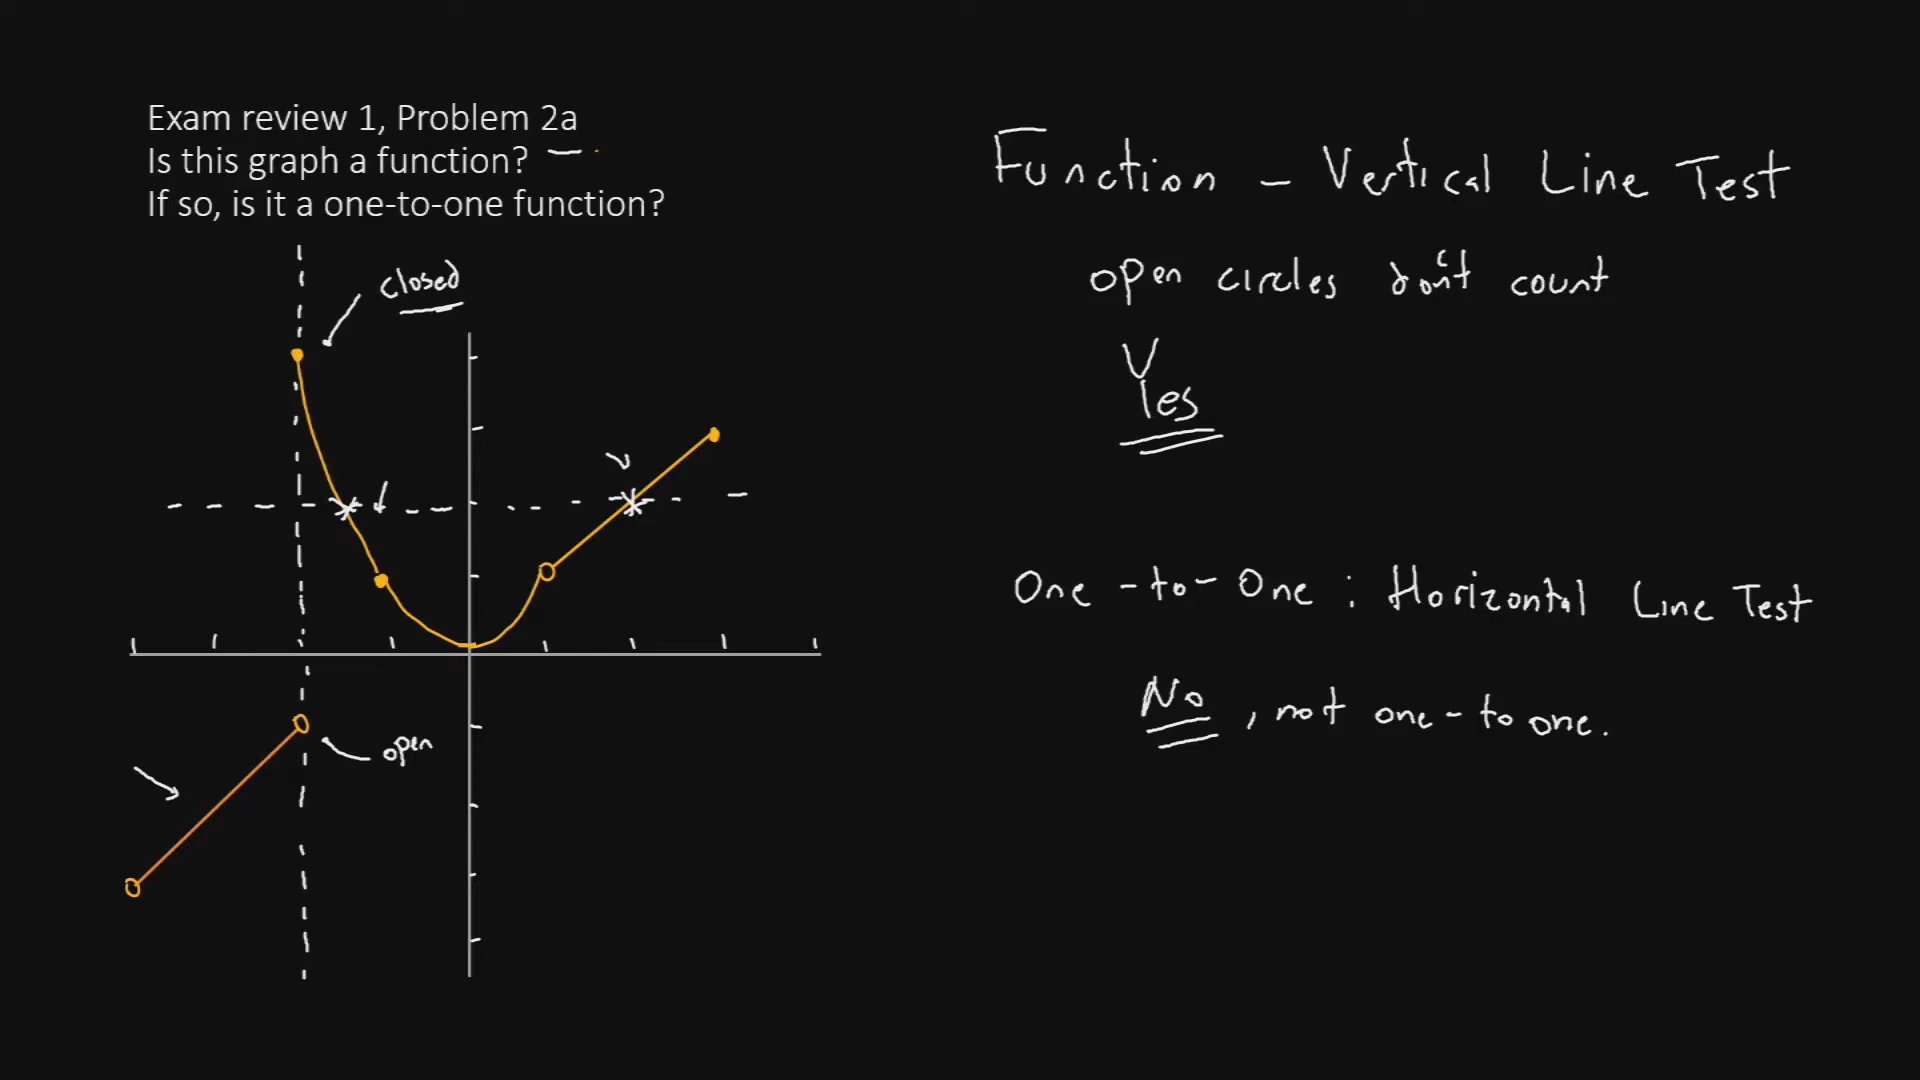 Exam review 1, Problem 2a
Is this graph a function?
If so, is it a one-to-one function?
closed
open
Function - Vertical Line Test
open circles don't count
Yes
One-to-One : Horizontal Line Test
No, not one-to one.